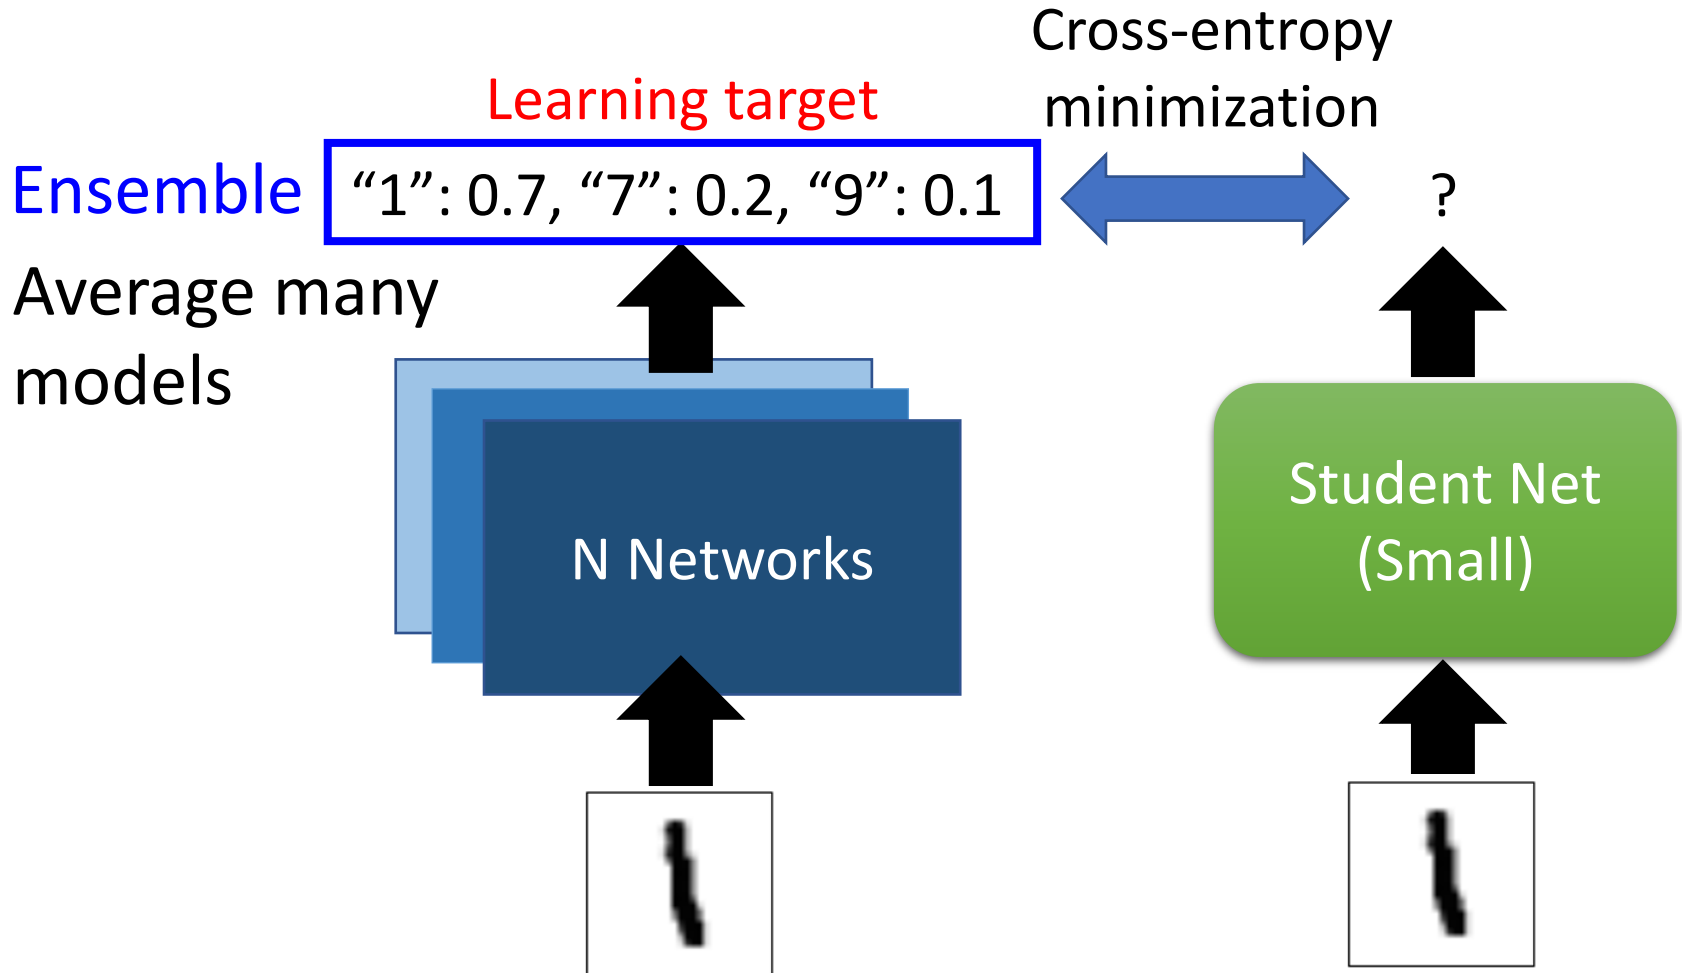 Cross-entropy
minimization
Learning target
Ensemble
“1”: 0.7, “7”: 0.2, “9”: 0.1
?
Average many
models
N Networks
Student Net
(Small)